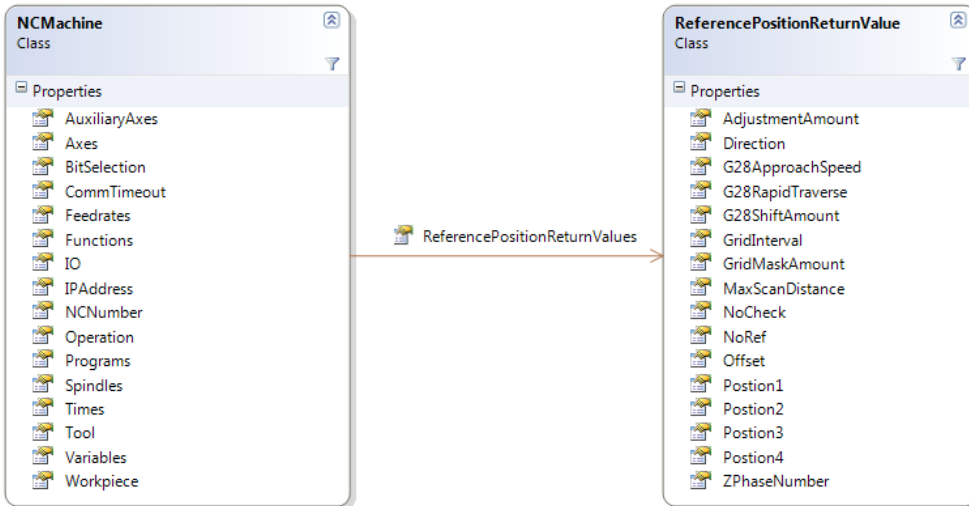 NCMachine
Class
Properties
AuxiliaryAxes
Axes
BitSelection
CommTimeout
Feedrates
Functions
IO
IPAddress
NCNumber
Operation
Programs
Spindles
Times
Tool
Variables
Workpiece
ReferencePositionReturnValues
ReferencePositionReturnValue
Class
Properties
AdjustmentAmount
Direction
G28ApproachSpeed
G28RapidTraverse
G28ShiftAmount
GridInterval
GridMaskAmount
MaxScanDistance
NoCheck
NoRef
Offset
Postion1
Postion2
Postion3
Postion4
ZPhaseNumber